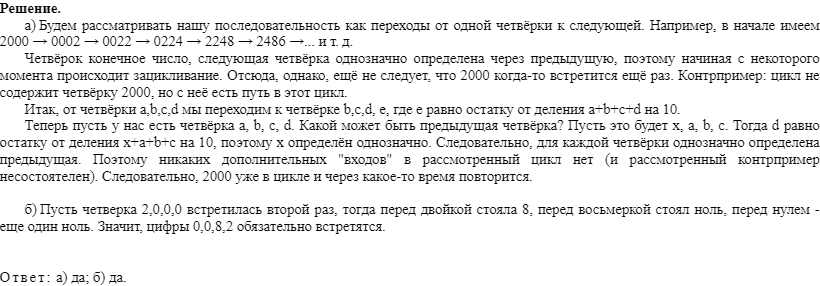 Решение.
а) Будем рассматривать нашу последовательность как переходы от одной четвёрки к следующей. Например, в начале имеем
2000 → 0002 → 0022 → 0224 → 2248 → 2486 →... и т. д.
Четвёрок конечное число, следующая четвёрка однозначно определена через предыдущую, поэтому начиная с некоторого
момента происходит зацикливание. Отсюда, однако, ещё не следует, что 2000 когда-то встретится ещё раз. Контрпример: цикл не
содержит четвёрку 2000, но с неё есть путь в этот цикл.
Итак, от четвёрки a,b,c,d мы переходим к четвёрке b,c,d, e, где e равно остатку от деления a+b+c+d на 10.
Теперь пусть у нас есть четвёрка a, b, c, d. Какой может быть предыдущая четвёрка? Пусть это будет x, a, b, c. Тогда d равно
остатку от деления x+a+b+c на 10, поэтому x определён однозначно. Следовательно, для каждой четвёрки однозначно определена
предыдущая. Поэтому никаких дополнительных "входов" в рассмотренный цикл нет (и рассмотренный контрпример
несостоятелен). Следовательно, 2000 уже в цикле и через какое-то время повторится.
б) Пусть четверка 2,0,0,0 встретилась второй раз, тогда перед двойкой стояла 8, перед восьмеркой стоял ноль, перед нулем -
еще один ноль. Значит, цифры 0,0,8,2 обязательно встретятся.
Ответ: а) да; б) да.